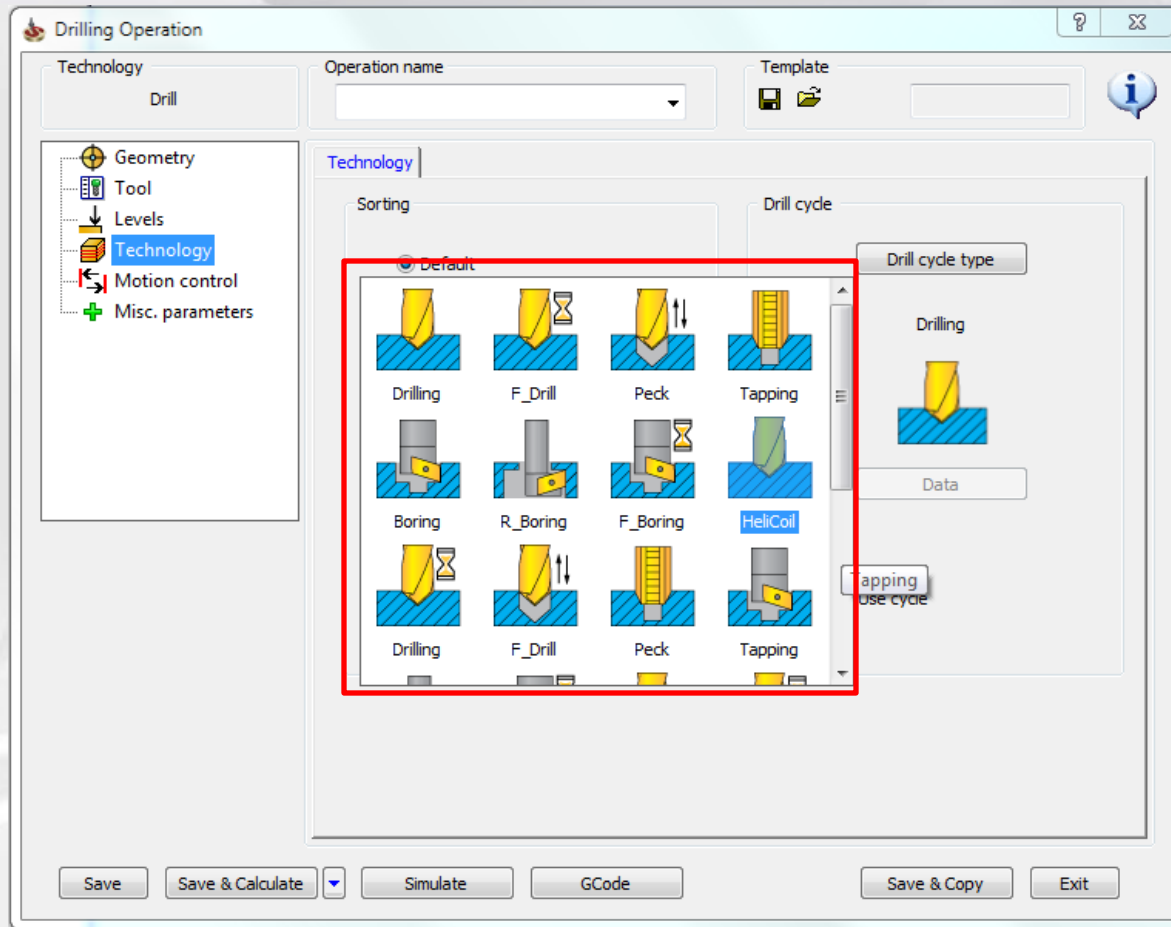 Drilling Operation
Technology
Drill
Operation name
Template
Geometry
Tool
Levels
Technology
Motion control
Misc. parameters
Technology
Sorting
Default
Drill cycle
Drill cycle type
Drilling
Data
Use cycle
Drilling F_Drill Peck Tapping
Boring R_Boring F_Boring HeliCoil
Tapping
Drilling F_Drill Peck Tapping
Save Save & Calculate Simulate GCode Save & Copy Exit